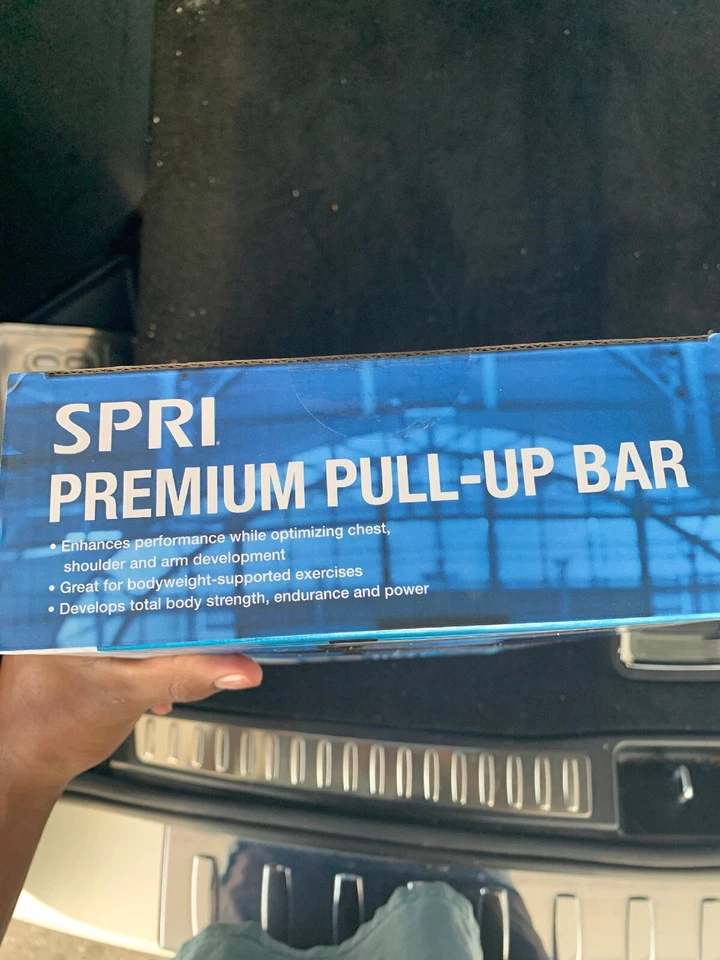 SPRI
PREMIUM PULL-UP BAR
• Enhances performance while optimizing chest,
shoulder and arm development
• Great for bodyweight-supported exercises
• Develops total body strength, endurance and power